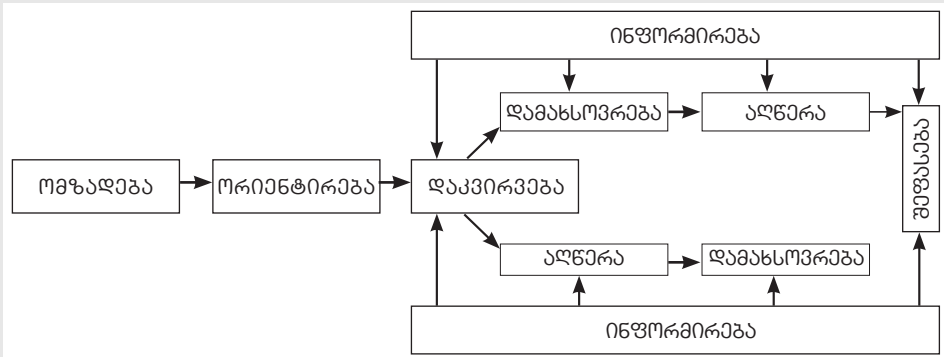 ინფორმირება
დამახსოვრება
აღწერა
ომზადება
ორიენტირება
დაკვირვება
შეფასება
აღწერა
დამახსოვრება
ინფორმირება